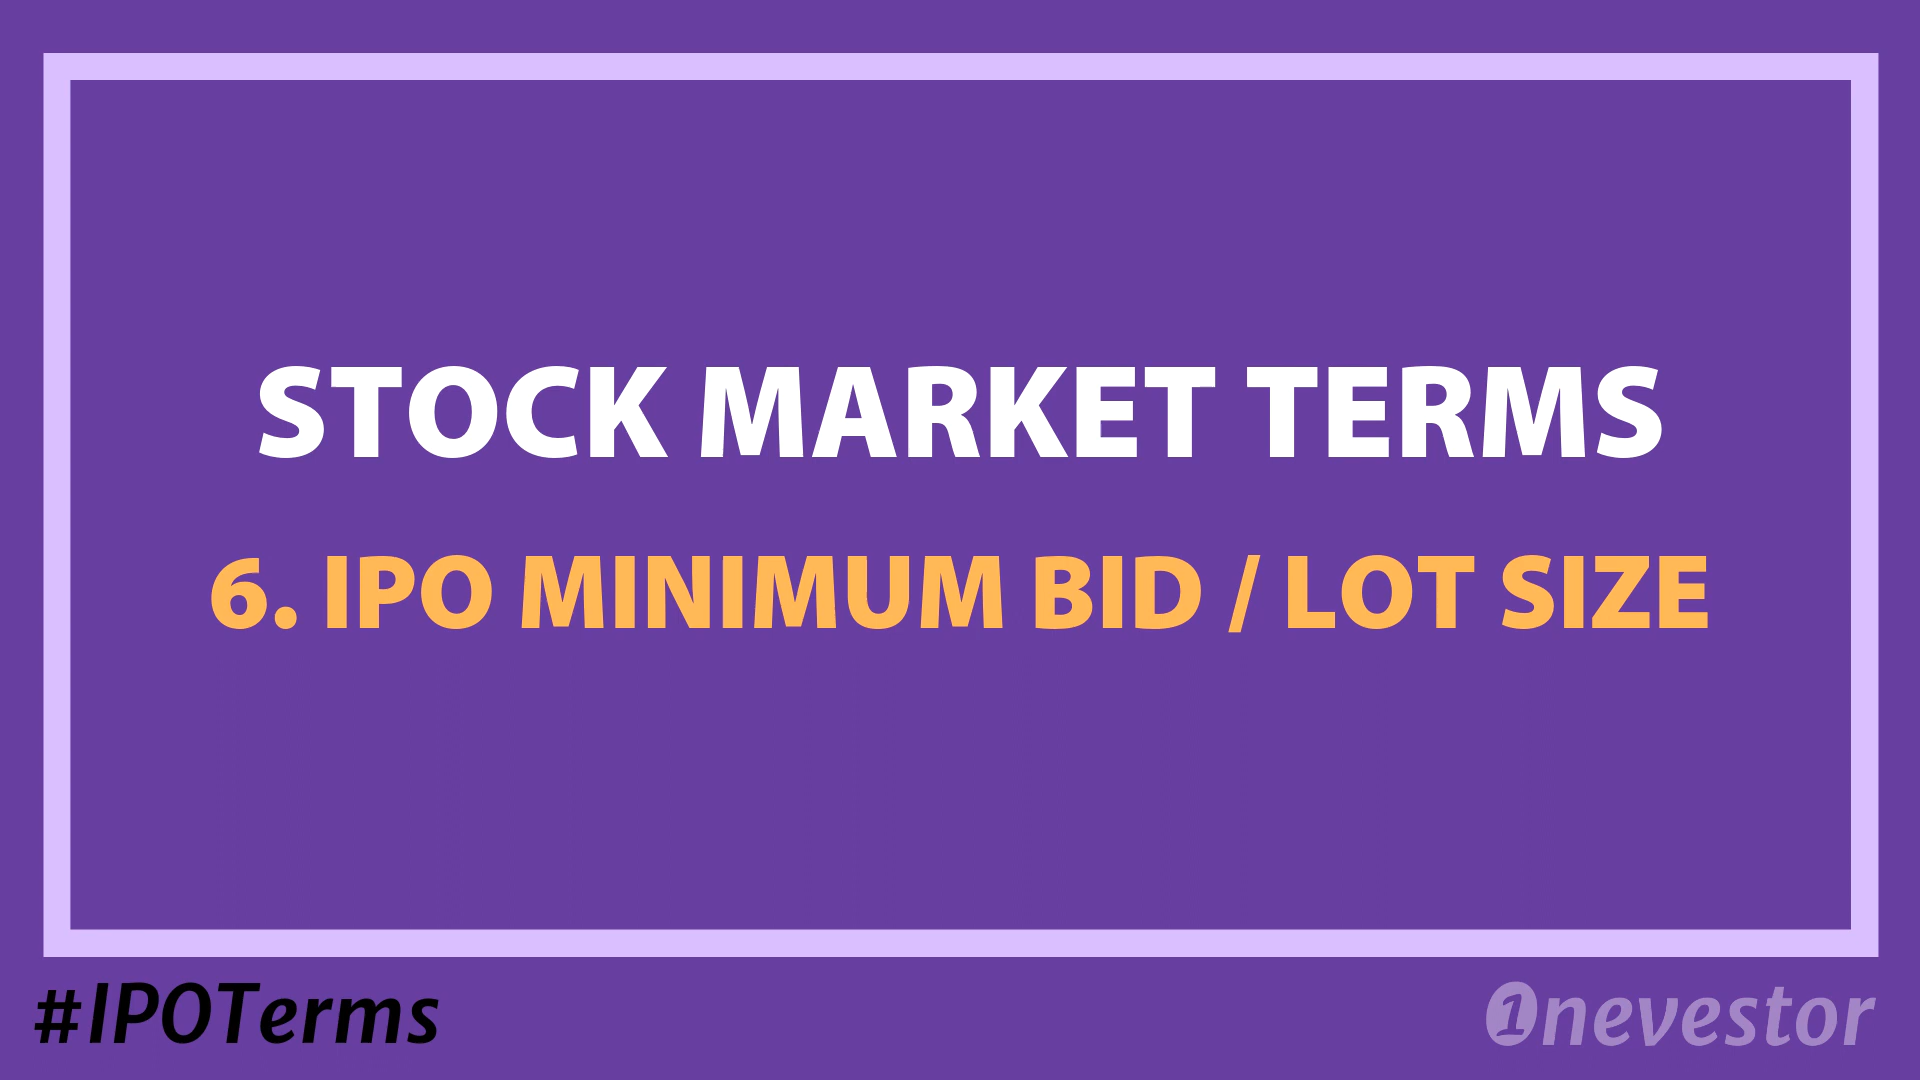 STOCK MARKET TERMS
6. IPO MINIMUM BID / LOT SIZE
#IPOTerms
1nevestor